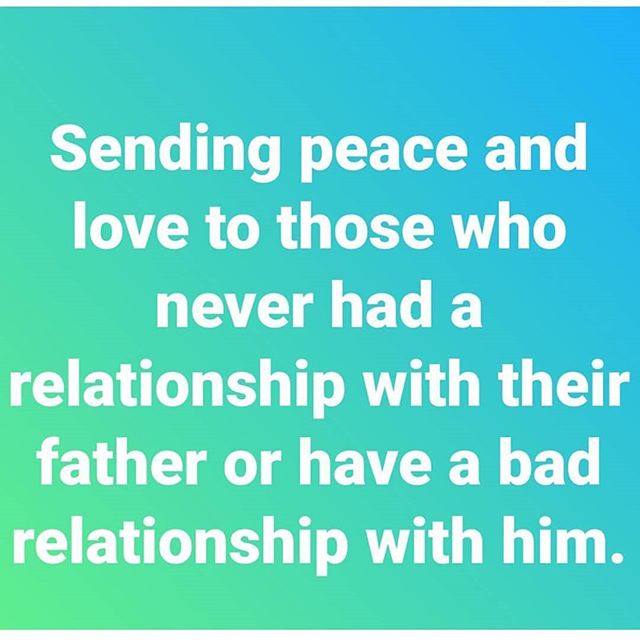 Sending peace and
love to those who
never had a
relationship with their
father or have a bad
relationship with him.